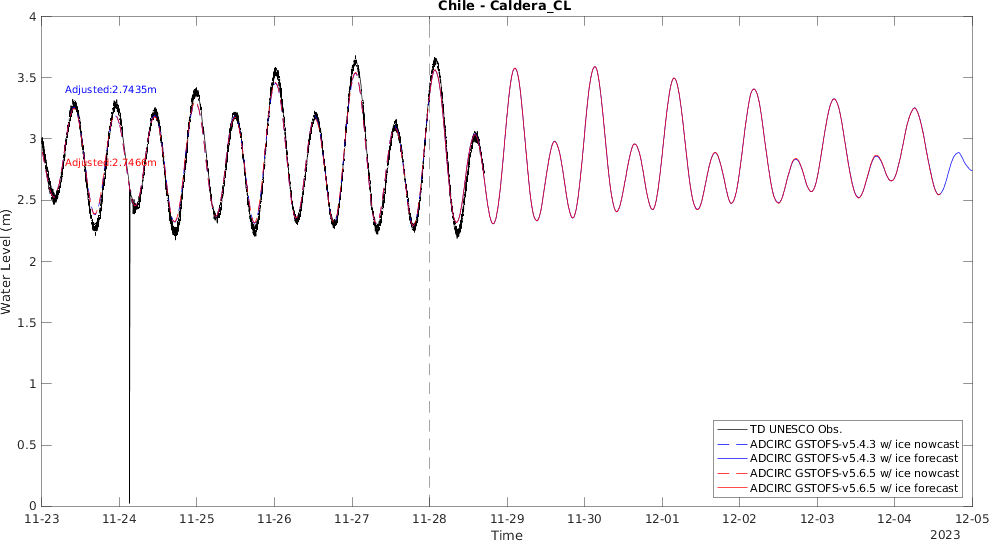 Chile - Caldera_CL
4
3.5
3
2.5
2
1.5
1
0.5
0
Water Level (m)
Adjusted:2.7435m
Adjusted:2.7466m
TD UNESCO Obs.
ADCIRC GSTOFS-v5.4.3 w/ ice nowcast
ADCIRC GSTOFS-v5.4.3 w/ ice forecast
ADCIRC GSTOFS-v5.6.5 w/ ice nowcast
ADCIRC GSTOFS-v5.6.5 w/ ice forecast
11-23 11-24 11-25 11-26 11-27 11-28 11-29 11-30 12-01 12-02 12-03 12-04 12-05
Time
2023